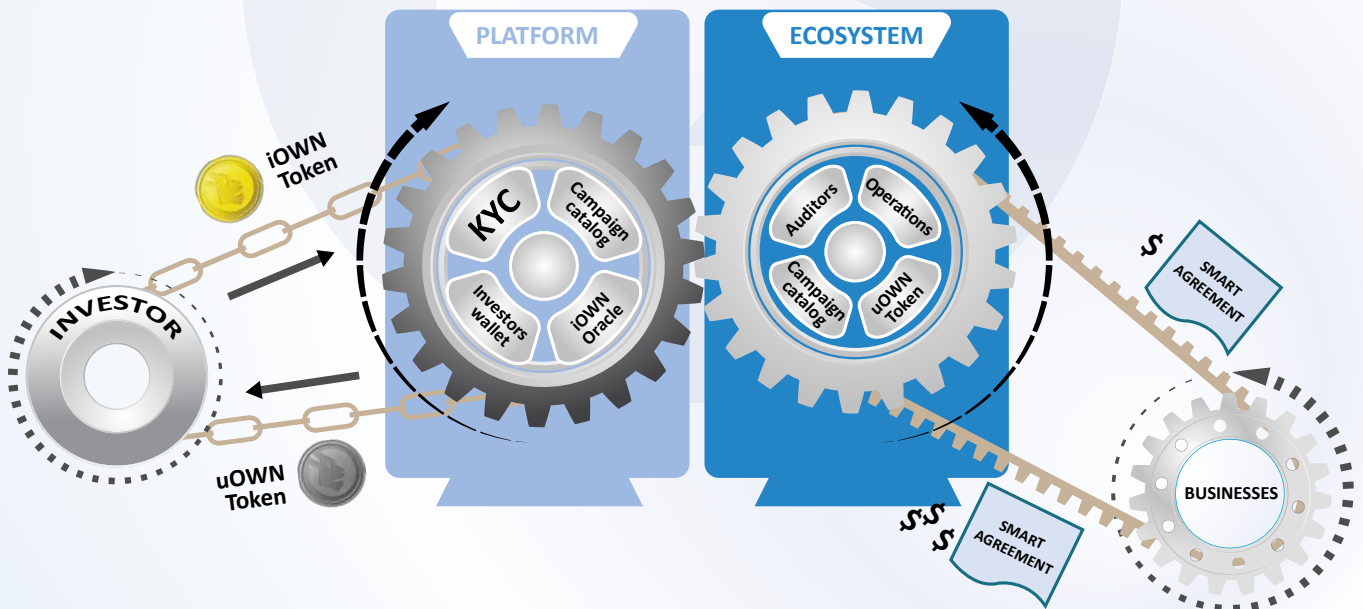 PLATFORM
ECOSYSTEM
iOWN
Token
KYC
Campaign
catalog
Investors
wallet
iOWN
Oracle
Auditors
Operations
Campaign
catalog
uOWN
Token
INVESTOR
uOWN
Token
$
SMART
AGREEMENT
BUSINESSES
$$$
SMART
AGREEMENT